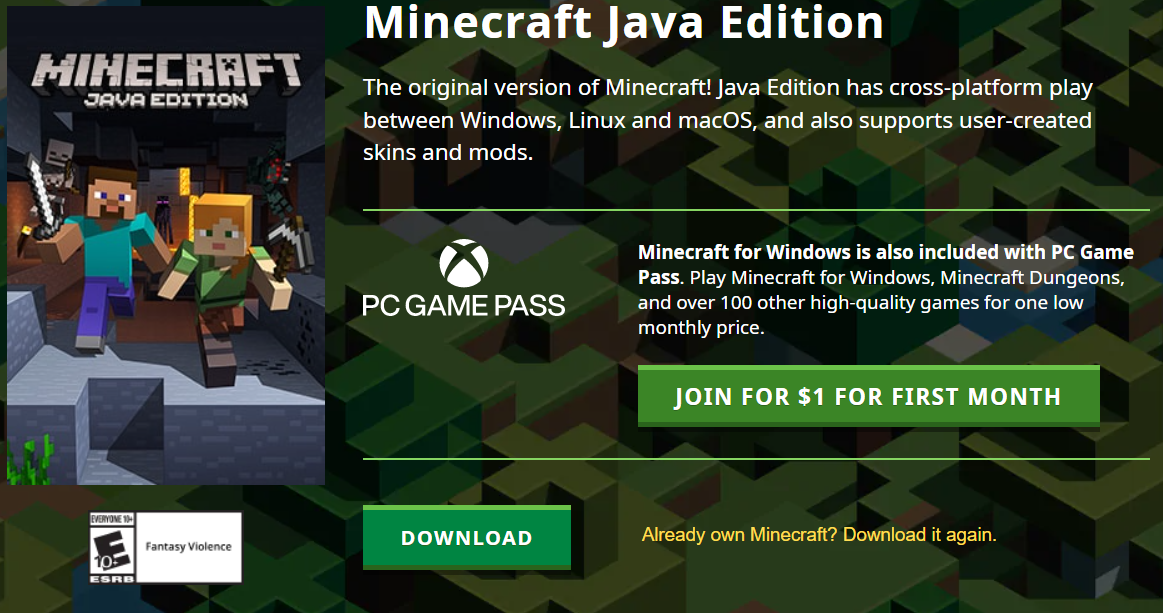 Minecraft Java Edition
MINECRAFT
JAVA EDITION
The original version of Minecraft! Java Edition has cross-platform play
between Windows, Linux and macOS, and also supports user-created
skins and mods.
PC GAME PASS
Minecraft for Windows is also included with PC Game
Pass. Play Minecraft for Windows, Minecraft Dungeons,
and over 100 other high-quality games for one low
monthly price.
JOIN FOR $1 FOR FIRST MONTH
EVERYONE 10+
E
10+
ESRB
Fantasy Violence
DOWNLOAD
Already own Minecraft? Download it again.